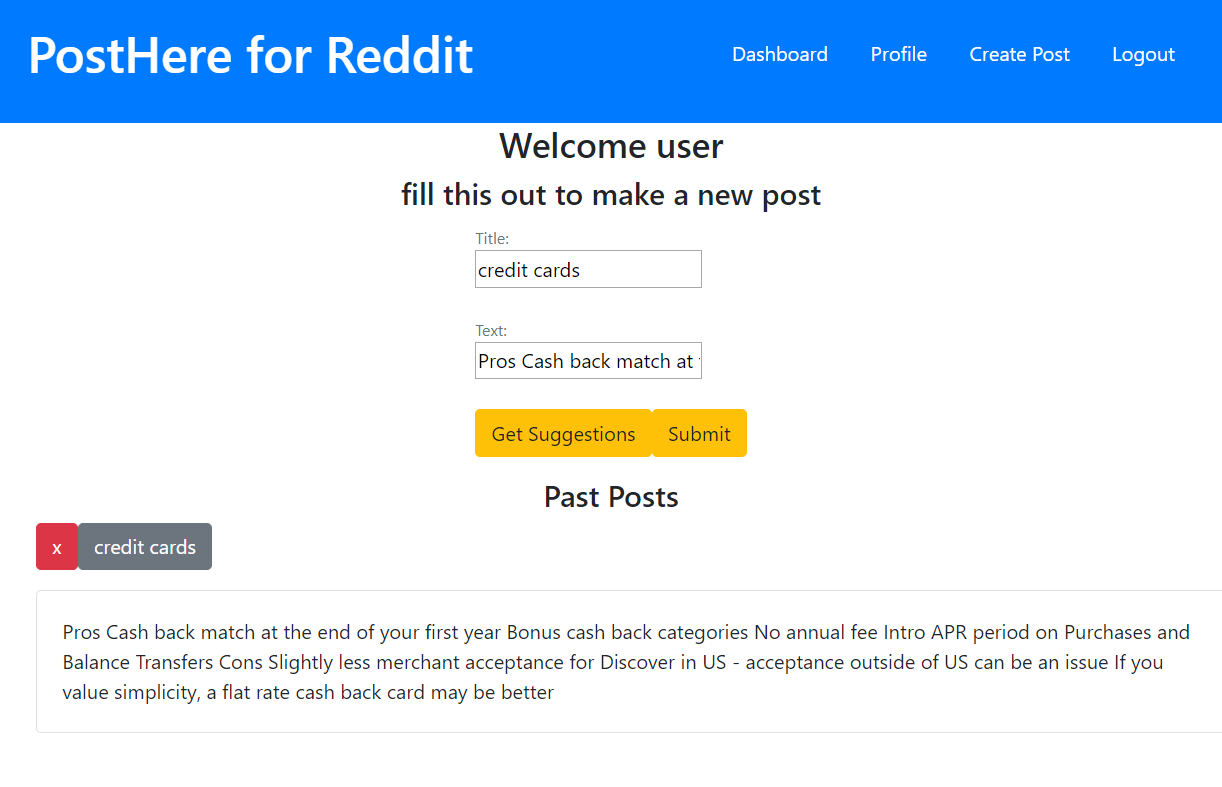 PostHere for Reddit
Dashboard Profile Create Post Logout
Welcome user
fill this out to make a new post
Title:
credit cards
Text:
Pros Cash back match at
Get Suggestions Submit
Past Posts
x credit cards
Pros Cash back match at the end of your first year Bonus cash back categories No annual fee Intro APR period on Purchases and
Balance Transfers Cons Slightly less merchant acceptance for Discover in US - acceptance outside of US can be an issue If you
value simplicity, a flat rate cash back card may be better